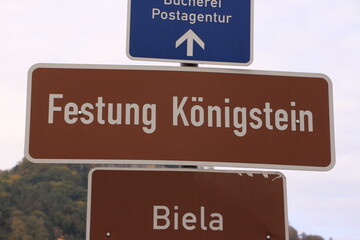 Bücherei
Postagentur
Festung Königstein
Biela